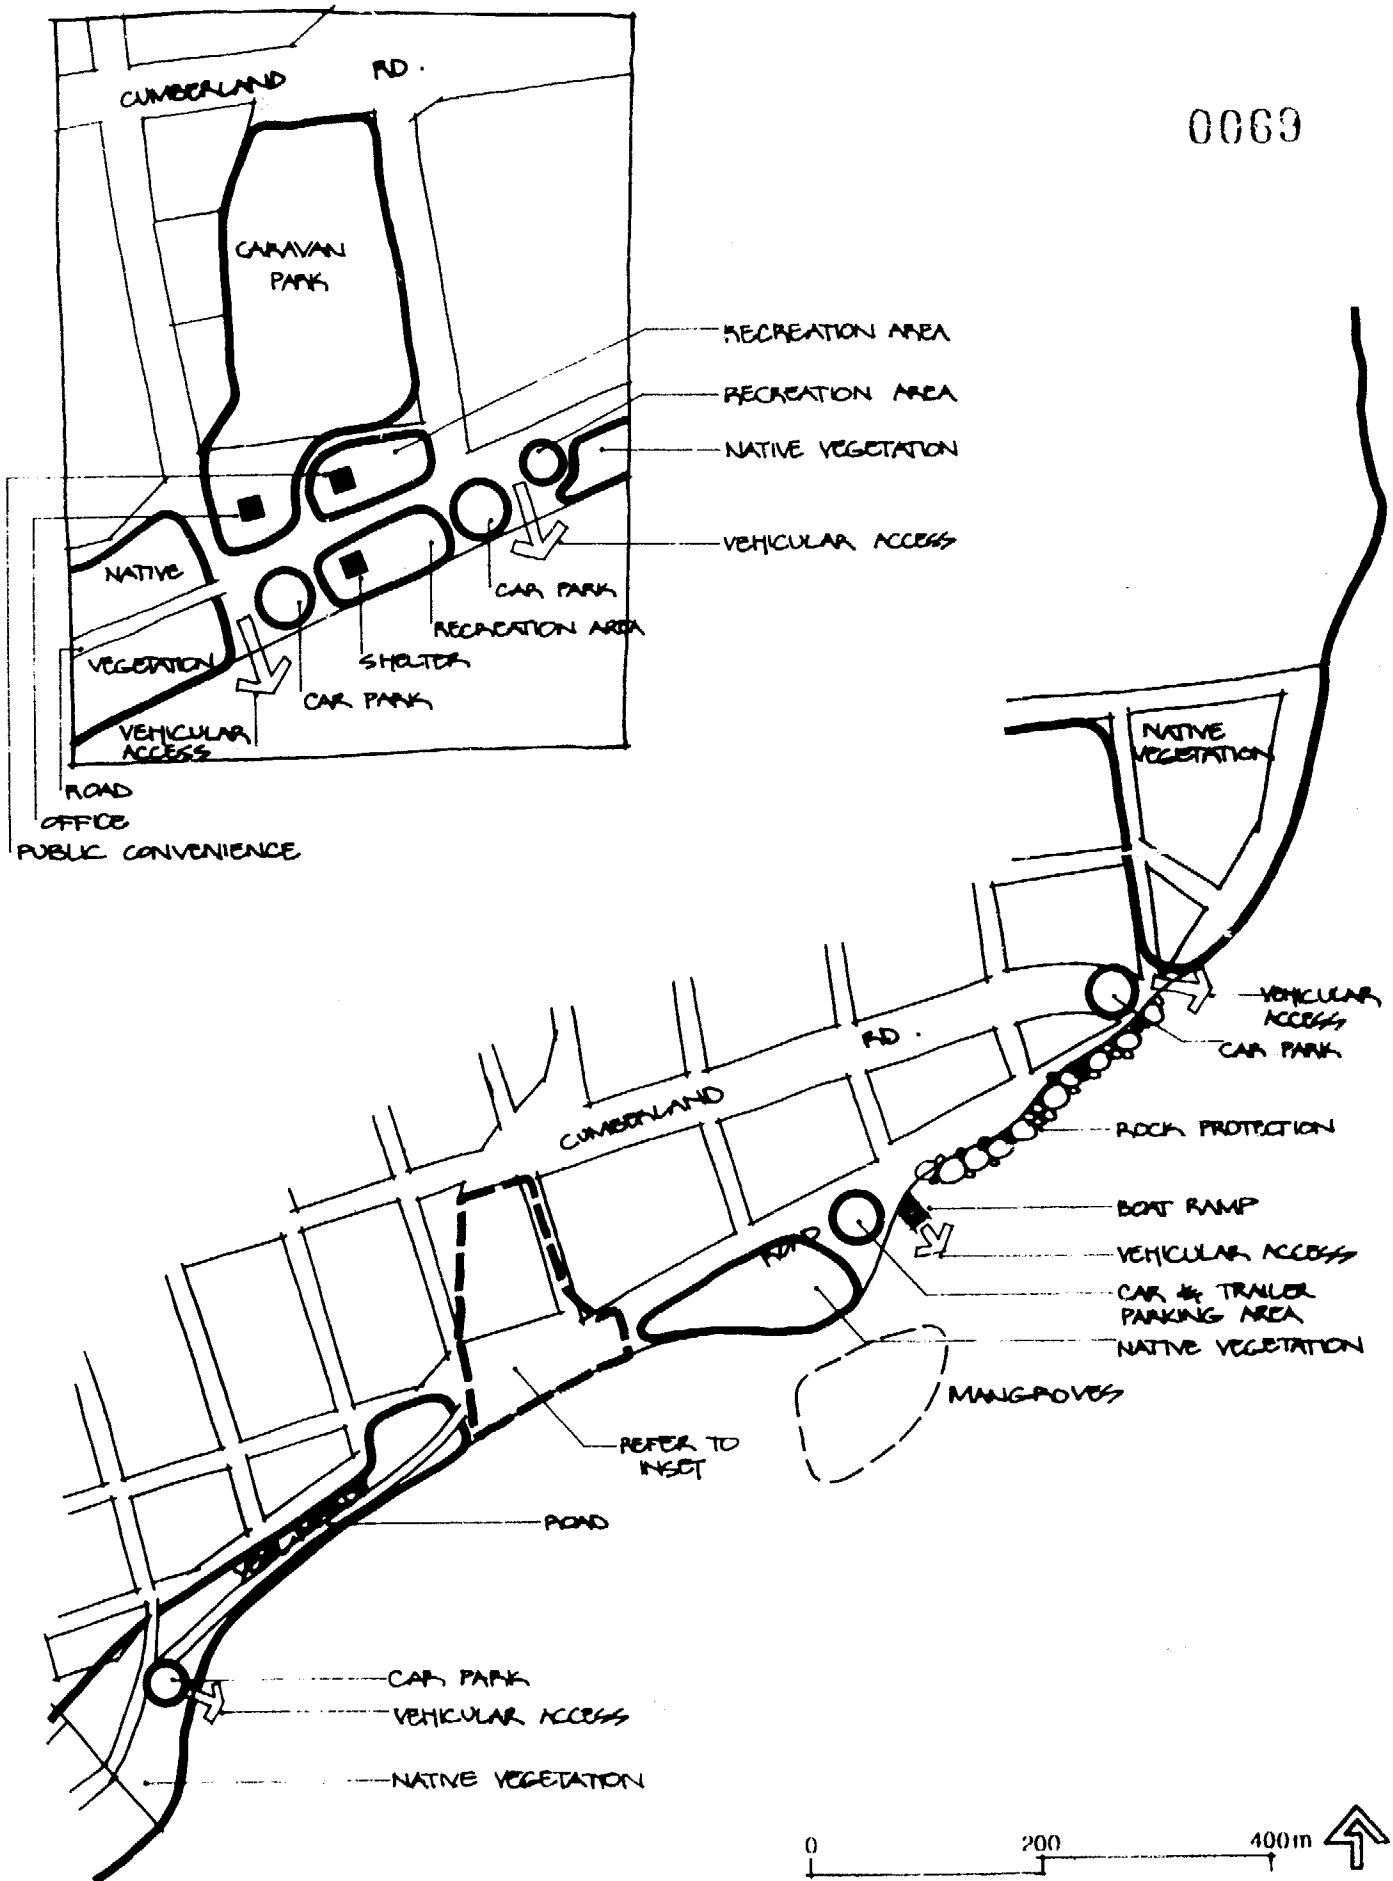 0069
CUMBERLAND RD.
CARAVAN
PARK
RECREATION AREA
RECREATION AREA
NATIVE VEGETATION
VEHICULAR ACCESS
CAR PARK
RECREATION AREA
SHELTER
CAR PARK
NATIVE
VEGETATION
VEHICULAR
ACCESS
ROAD
OFFICE
PUBLIC CONVENIENCE
NATIVE
VEGETATION
VEHICULAR
ACCESS
CAR PARK
CUMBERLAND RD.
ROCK PROTECTION
BOAT RAMP
VEHICULAR ACCESS
CAR & TRAILER
PARKING AREA
NATIVE VEGETATION
ROAD
MANGROVES
REFER TO
INSET
ROAD
CAR PARK
VEHICULAR ACCESS
NATIVE VEGETATION
0 200 400m